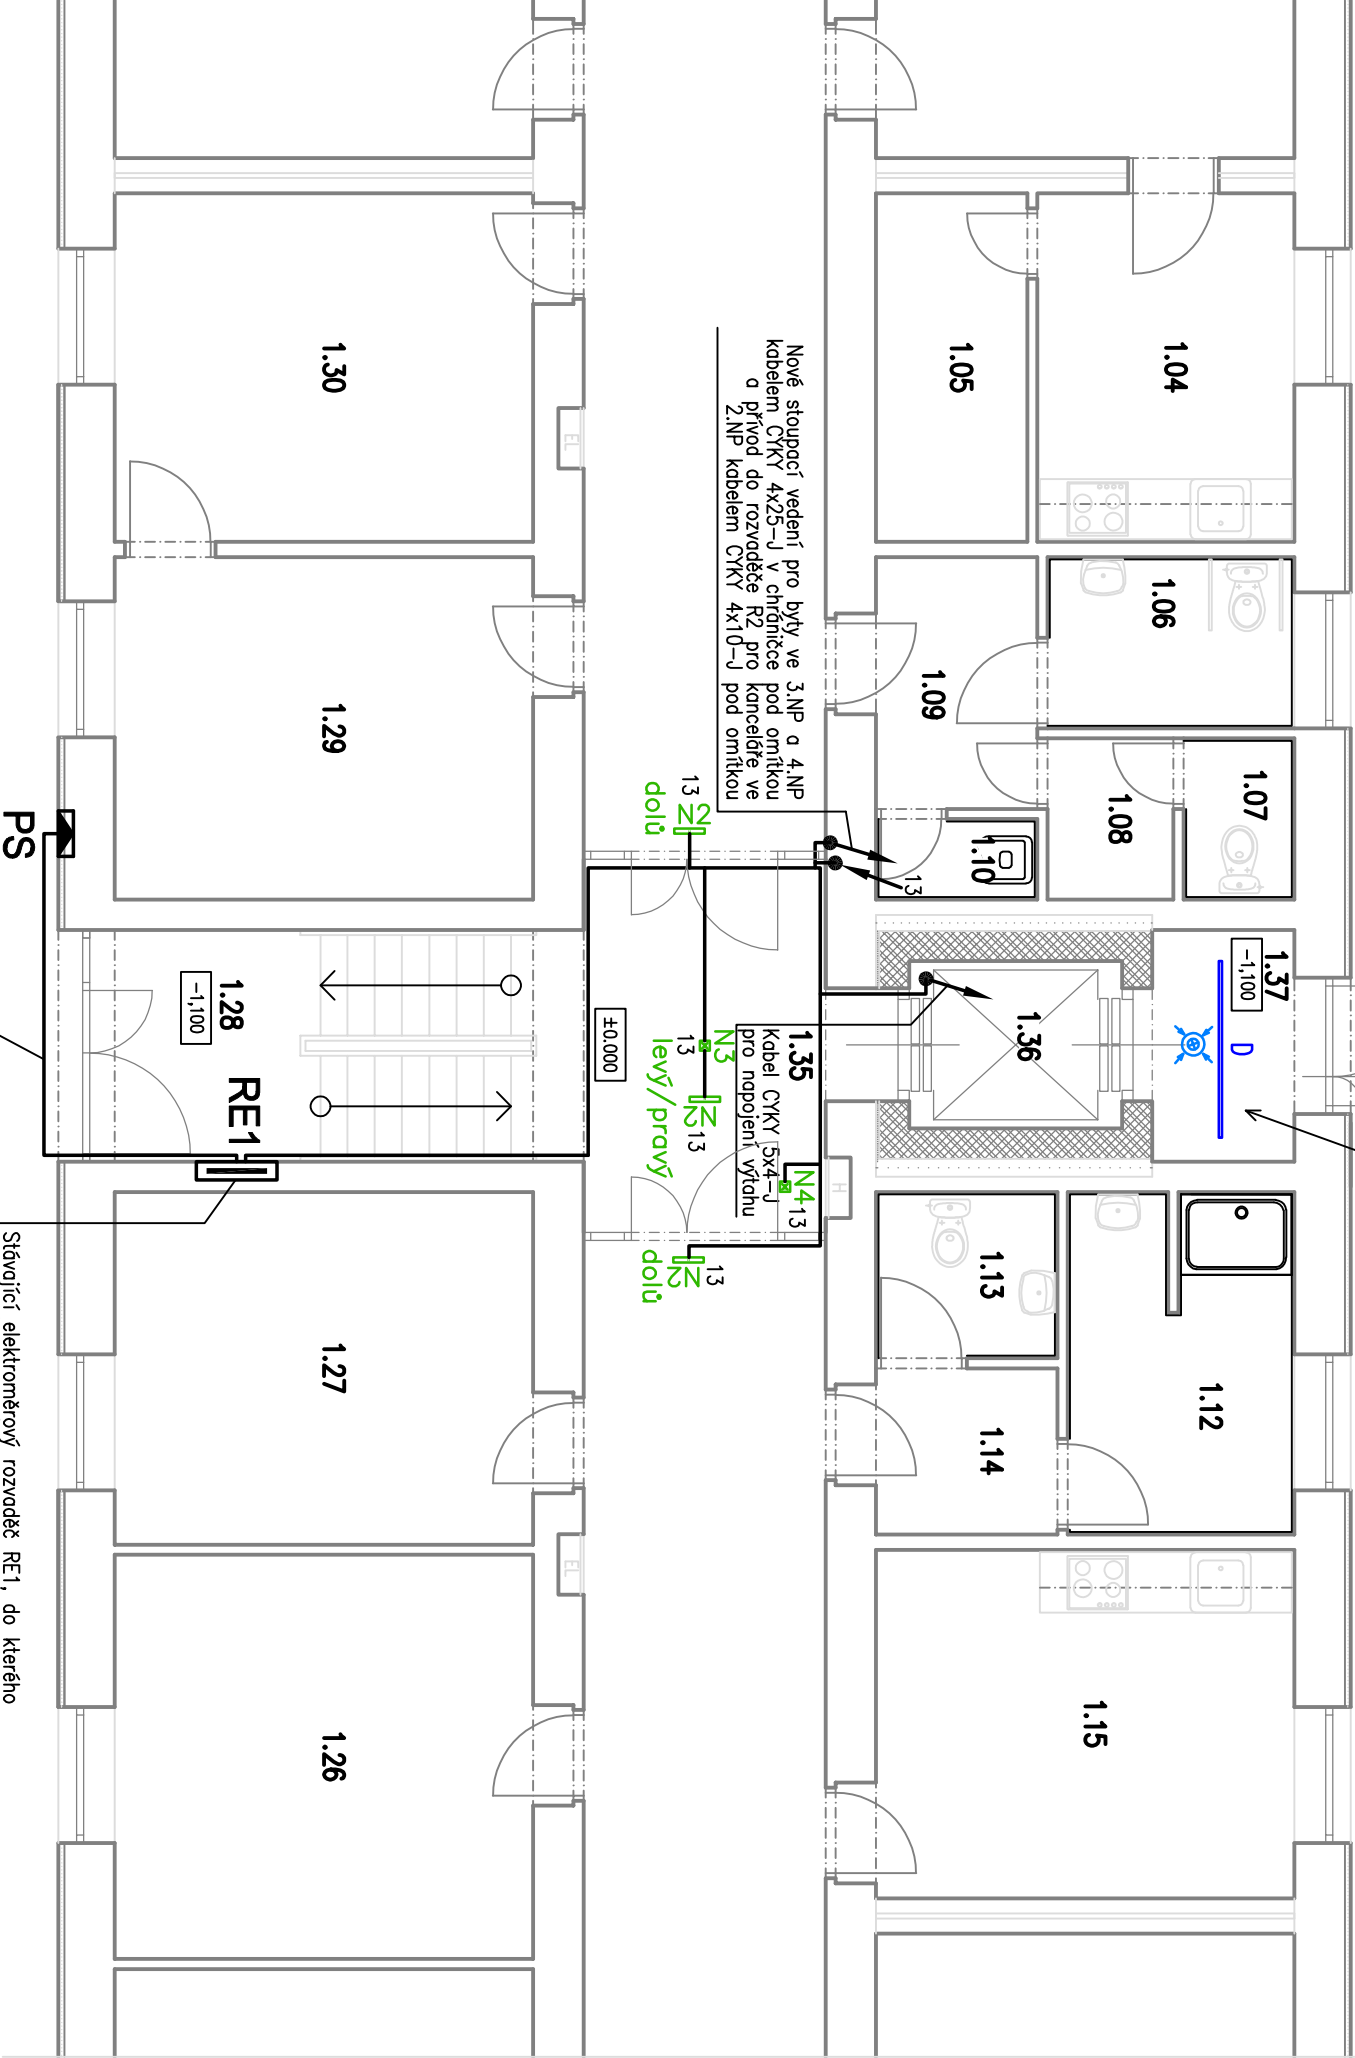 1.04
1.05
1.06
1.07
1.08
1.09
1.10
1.37
-1,100
D
1.36
1.35
Kabel CYKY 5x4-J
pro napojení výtahu
1.12
1.13
1.14
1.15
Nové stoupací vedení pro byty ve 3.NP a 4.NP
kabelem CYKY 4x25-J v chráničce pod omítkou
a přívod do rozvaděče R2 pro kanceláře ve
2.NP kabelem CYKY 4x10-J pod omítkou
13
13
N2
dolů
N3
13
levý/pravý
N2
13
N4
13
H
13
N2
dolů
±0.000
EL
EL
1.30
1.29
1.28
-1,100
RE1
1.27
1.26
PS
Stávající elektroměrový rozvaděč RE1, do kterého